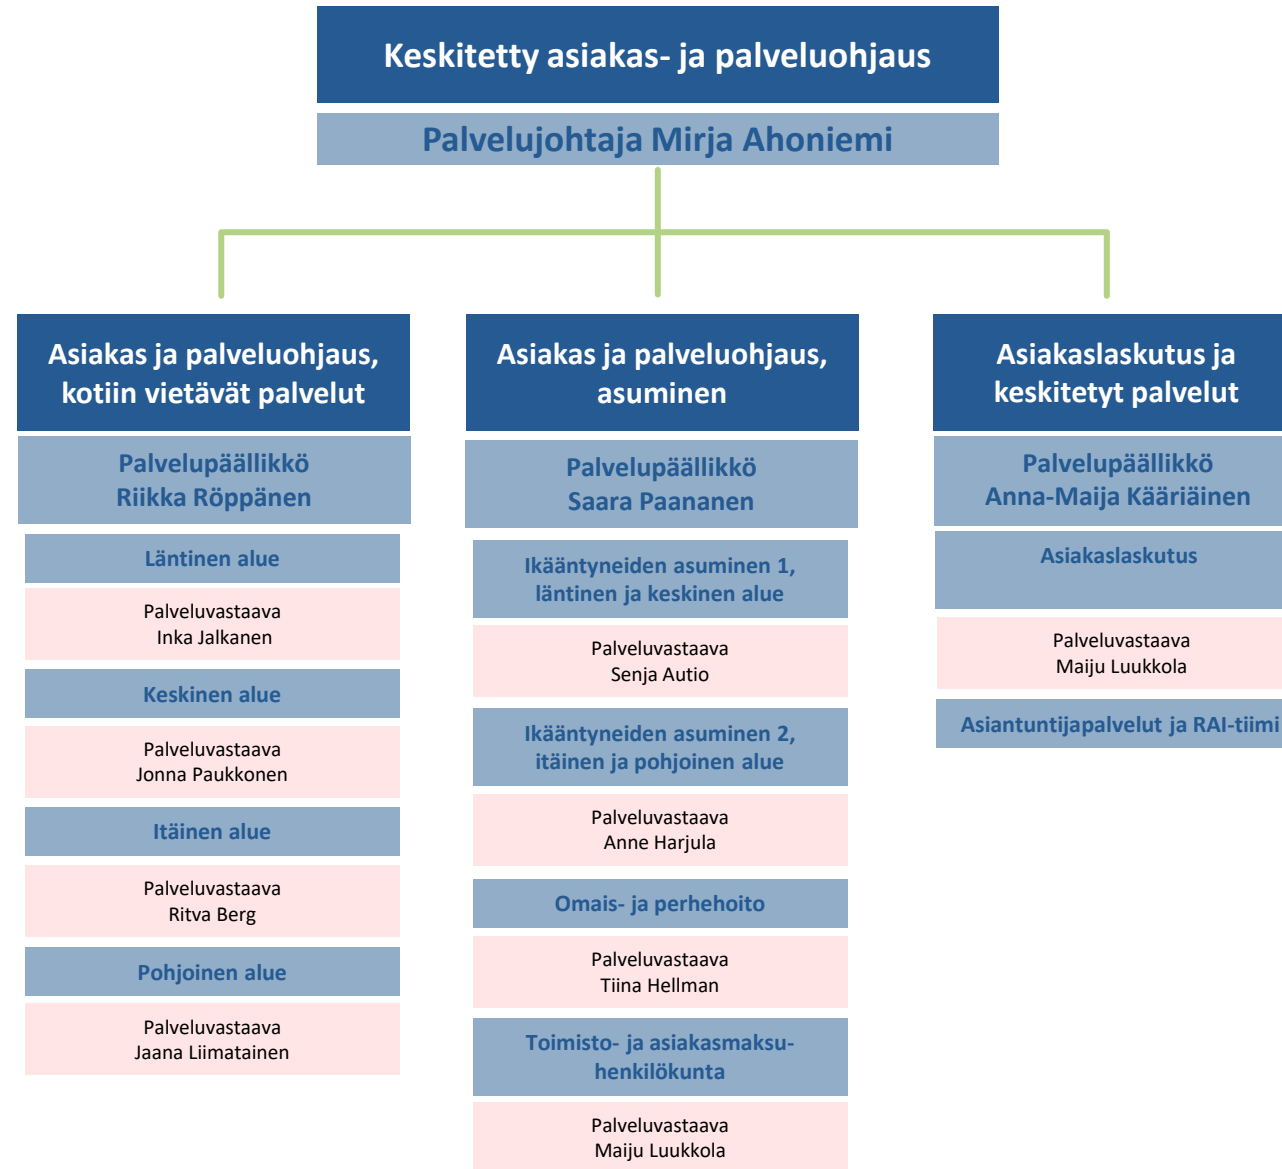 Keskitetty asiakas- ja palveluohjaus
Palvelujohtaja Mirja Ahoniemi
Asiakas ja palveluohjaus,
kotiin vietävät palvelut
Palvelupäällikkö
Riikka Röppänen
Läntinen alue
Palveluvastaava
Inka Jalkanen
Keskinen alue
Palveluvastaava
Jonna Paukkonen
Itäinen alue
Palveluvastaava
Ritva Berg
Pohjoinen alue
Palveluvastaava
Jaana Liimatainen
Asiakas ja palveluohjaus,
asuminen
Palvelupäällikkö
Saara Paananen
Ikääntyneiden asuminen 1,
läntinen ja keskinen alue
Palveluvastaava
Senja Autio
Ikääntyneiden asuminen 2,
itäinen ja pohjoinen alue
Palveluvastaava
Anne Harjula
Omais- ja perhehoito
Palveluvastaava
Tiina Hellman
Toimisto- ja asiakasmaksu-
henkilökunta
Palveluvastaava
Maiju Luukkola
Asiakaslaskutus ja
keskitetyt palvelut
Palvelupäällikkö
Anna-Maija Kääriäinen
Asiakaslaskutus
Palveluvastaava
Maiju Luukkola
Asiantuntijapalvelut ja RAI-tiimi